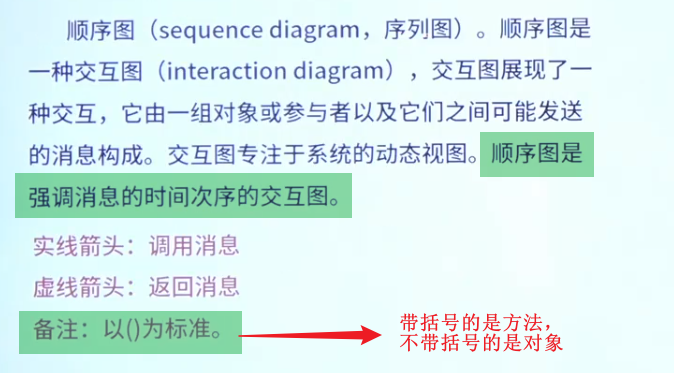 顺序图（sequence diagram，序列图）。顺序图是
一种交互图（interaction diagram），交互图展现了一
种交互，它由一组对象或参与者以及它们之间可能发送
的消息构成。交互图专注于系统的动态视图。顺序图是
强调消息的时间次序的交互图。
实线箭头：调用消息
虚线箭头：返回消息
备注：以()为标准。
带括号的是方法，
不带括号的是对象